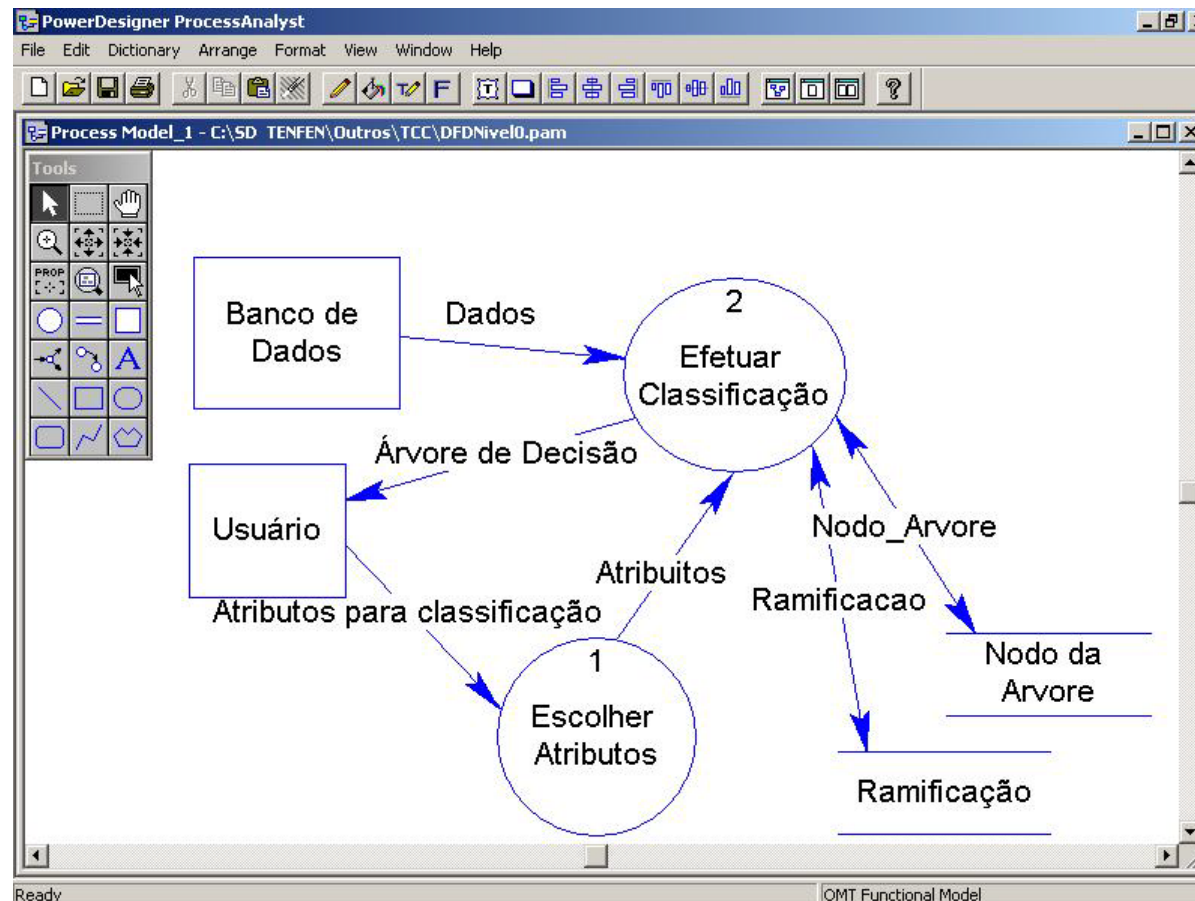 PowerDesigner ProcessAnalyst
File Edit Dictionary Arrange Format View Window Help
T F T ?
Process Model_1 - C:\SD TENFEN\Outros\TCC\DFDNivel0.pam
Tools
PROP
A
Banco de
Dados
Dados
2
Efetuar
Classificação
Árvore de Decisão
Usuário
Nodo_Arvore
Atribuitos
Ramificacao
Atributos para classificação
1
Escolher
Atributos
Nodo da
Arvore
Ramificação
Ready
OMT Functional Model